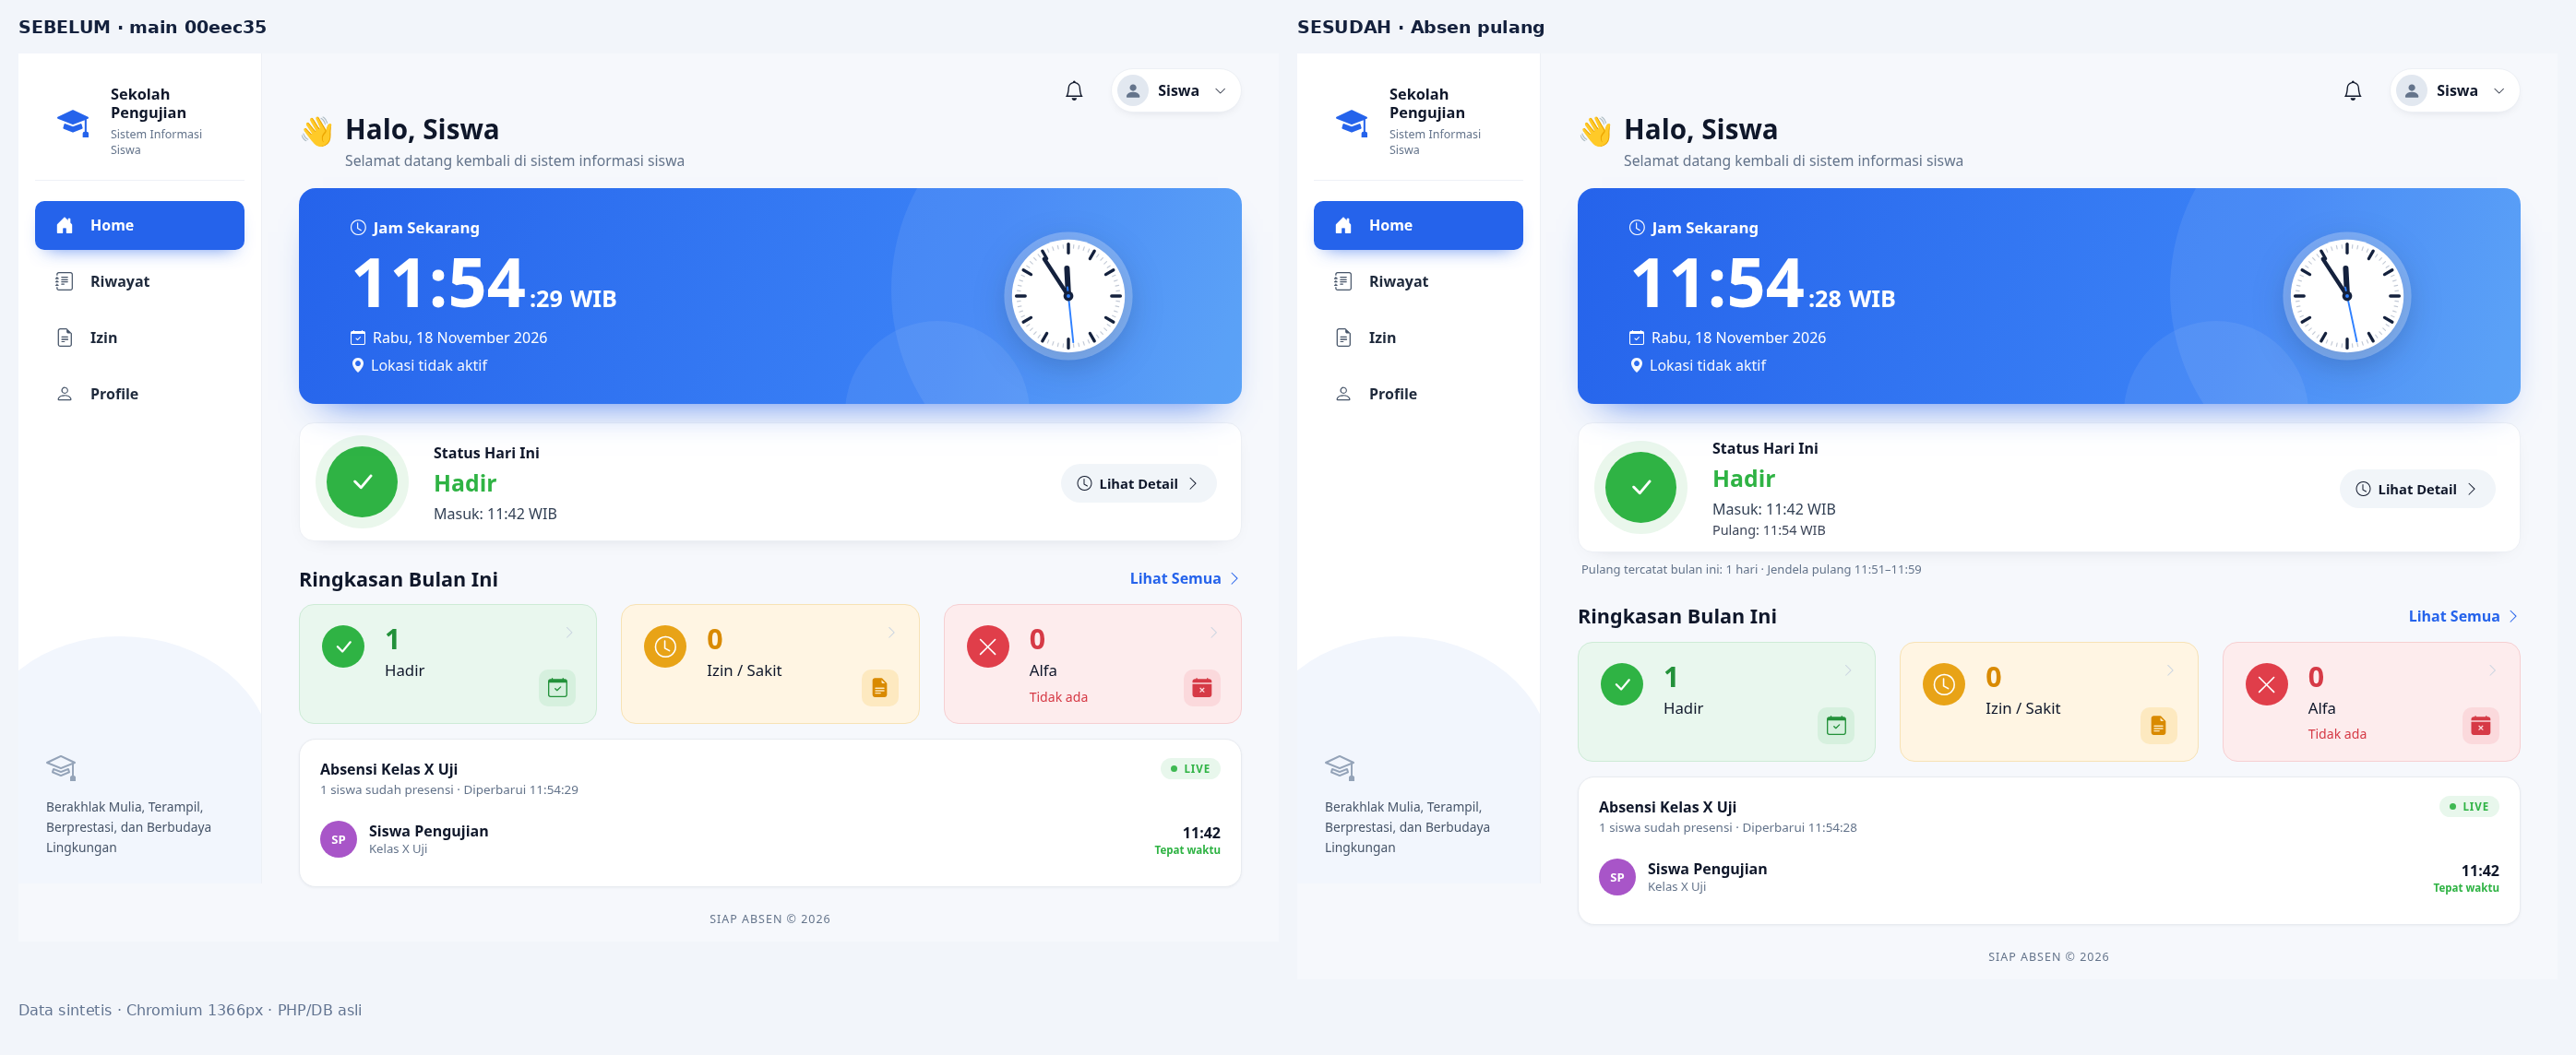 SEBELUM · main 00eec35
Sekolah
Pengujian
Sistem Informasi
Siswa
Home
Riwayat
Izin
Profile
Berakhlak Mulia, Terampil,
Berprestasi, dan Berbudaya
Lingkungan
Siswa
👋 Halo, Siswa
Selamat datang kembali di sistem informasi siswa
Jam Sekarang
11:54:29 WIB
Rabu, 18 November 2026
Lokasi tidak aktif
Status Hari Ini
Hadir
Masuk: 11:42 WIB
Lihat Detail
Ringkasan Bulan Ini
Lihat Semua
1
Hadir
0
Izin / Sakit
0
Alfa
Tidak ada
Absensi Kelas X Uji
LIVE
1 siswa sudah presensi · Diperbarui 11:54:29
SP
Siswa Pengujian
Kelas X Uji
11:42
Tepat waktu
SIAP ABSEN © 2026
SESUDAH · Absen pulang
Sekolah
Pengujian
Sistem Informasi
Siswa
Home
Riwayat
Izin
Profile
Berakhlak Mulia, Terampil,
Berprestasi, dan Berbudaya
Lingkungan
Siswa
👋 Halo, Siswa
Selamat datang kembali di sistem informasi siswa
Jam Sekarang
11:54:28 WIB
Rabu, 18 November 2026
Lokasi tidak aktif
Status Hari Ini
Hadir
Masuk: 11:42 WIB
Pulang: 11:54 WIB
Lihat Detail
Pulang tercatat bulan ini: 1 hari · Jendela pulang 11:51–11:59
Ringkasan Bulan Ini
Lihat Semua
1
Hadir
0
Izin / Sakit
0
Alfa
Tidak ada
Absensi Kelas X Uji
LIVE
1 siswa sudah presensi · Diperbarui 11:54:28
SP
Siswa Pengujian
Kelas X Uji
11:42
Tepat waktu
SIAP ABSEN © 2026
Data sintetis · Chromium 1366px · PHP/DB asli